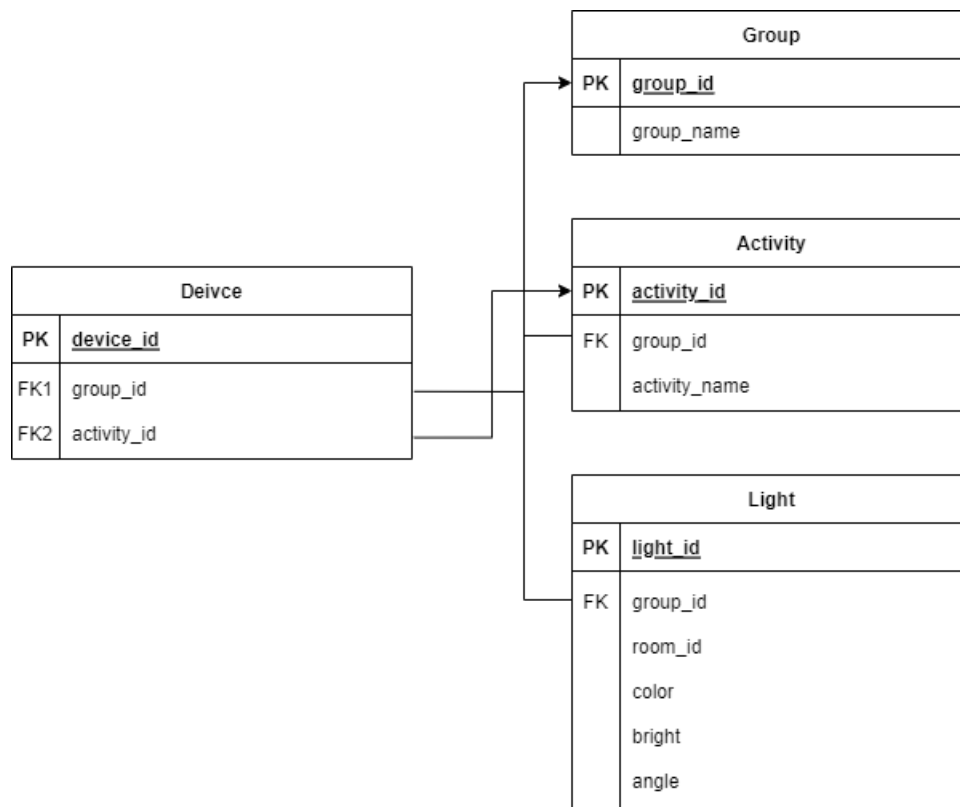 Group
PK group_id
group_name
Activity
PK activity_id
FK group_id
activity_name
Deivce
PK device_id
FK1 group_id
FK2 activity_id
Light
PK light_id
FK group_id
room_id
color
bright
angle